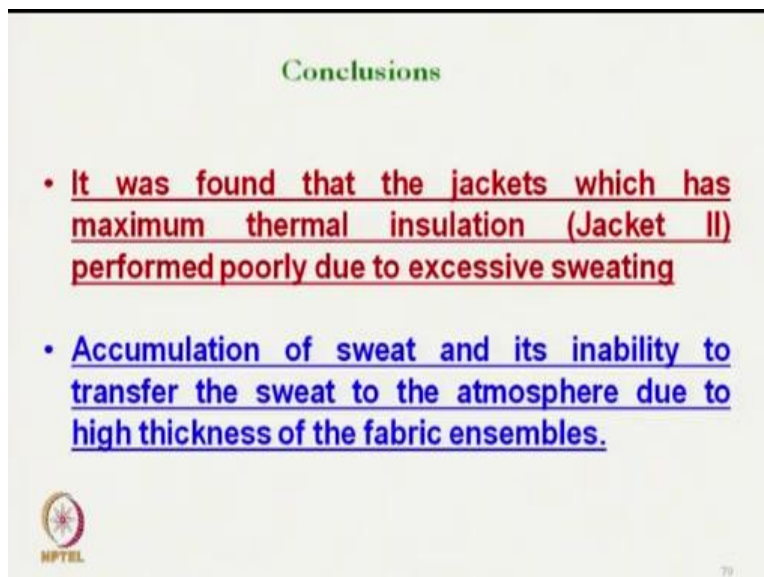 Conclusions
• It was found that the jackets which has
maximum thermal insulation (Jacket II)
performed poorly due to excessive sweating
• Accumulation of sweat and its inability to
transfer the sweat to the atmosphere due to
high thickness of the fabric ensembles.
NPTEL
79